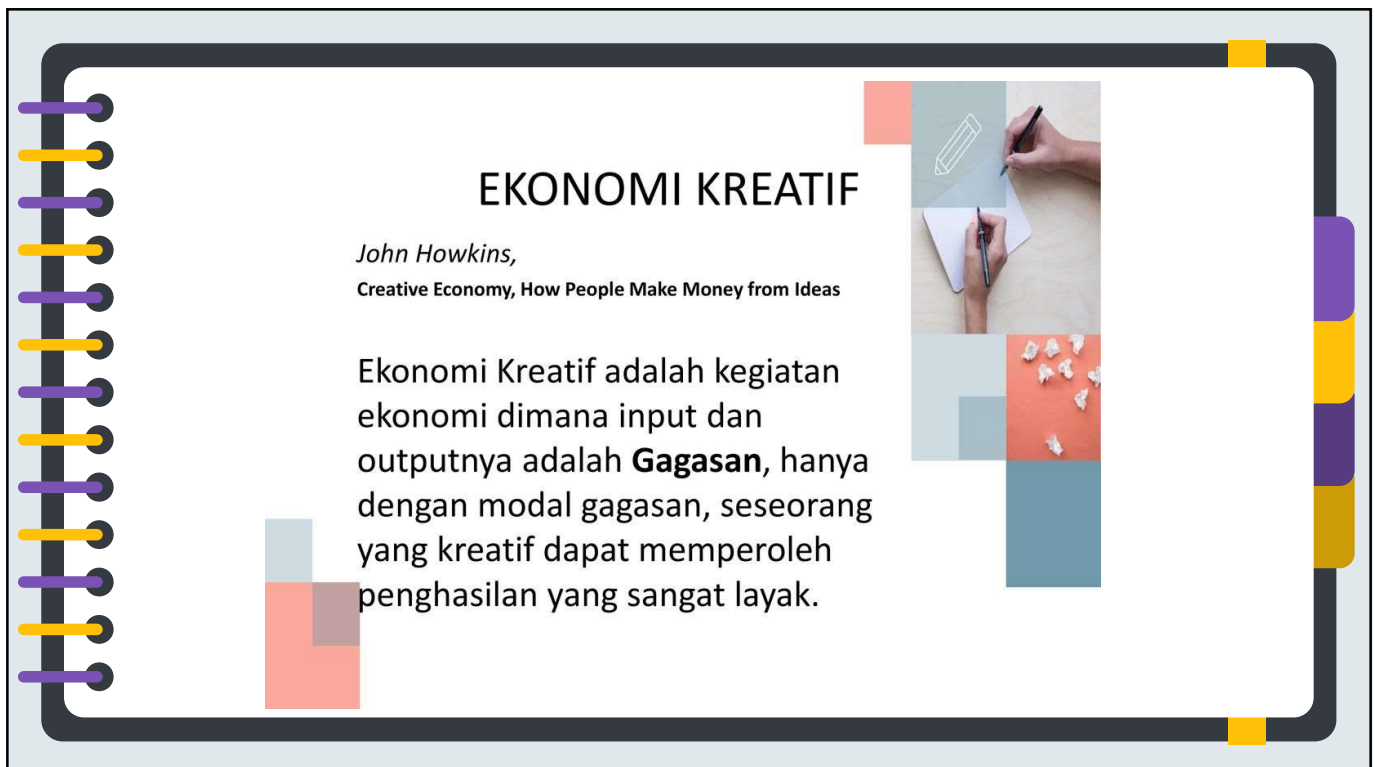 EKONOMI KREATIF
John Howkins,
Creative Economy, How People Make Money from Ideas
Ekonomi Kreatif adalah kegiatan
ekonomi dimana input dan
outputnya adalah Gagasan, hanya
dengan modal gagasan, seseorang
yang kreatif dapat memperoleh
penghasilan yang sangat layak.